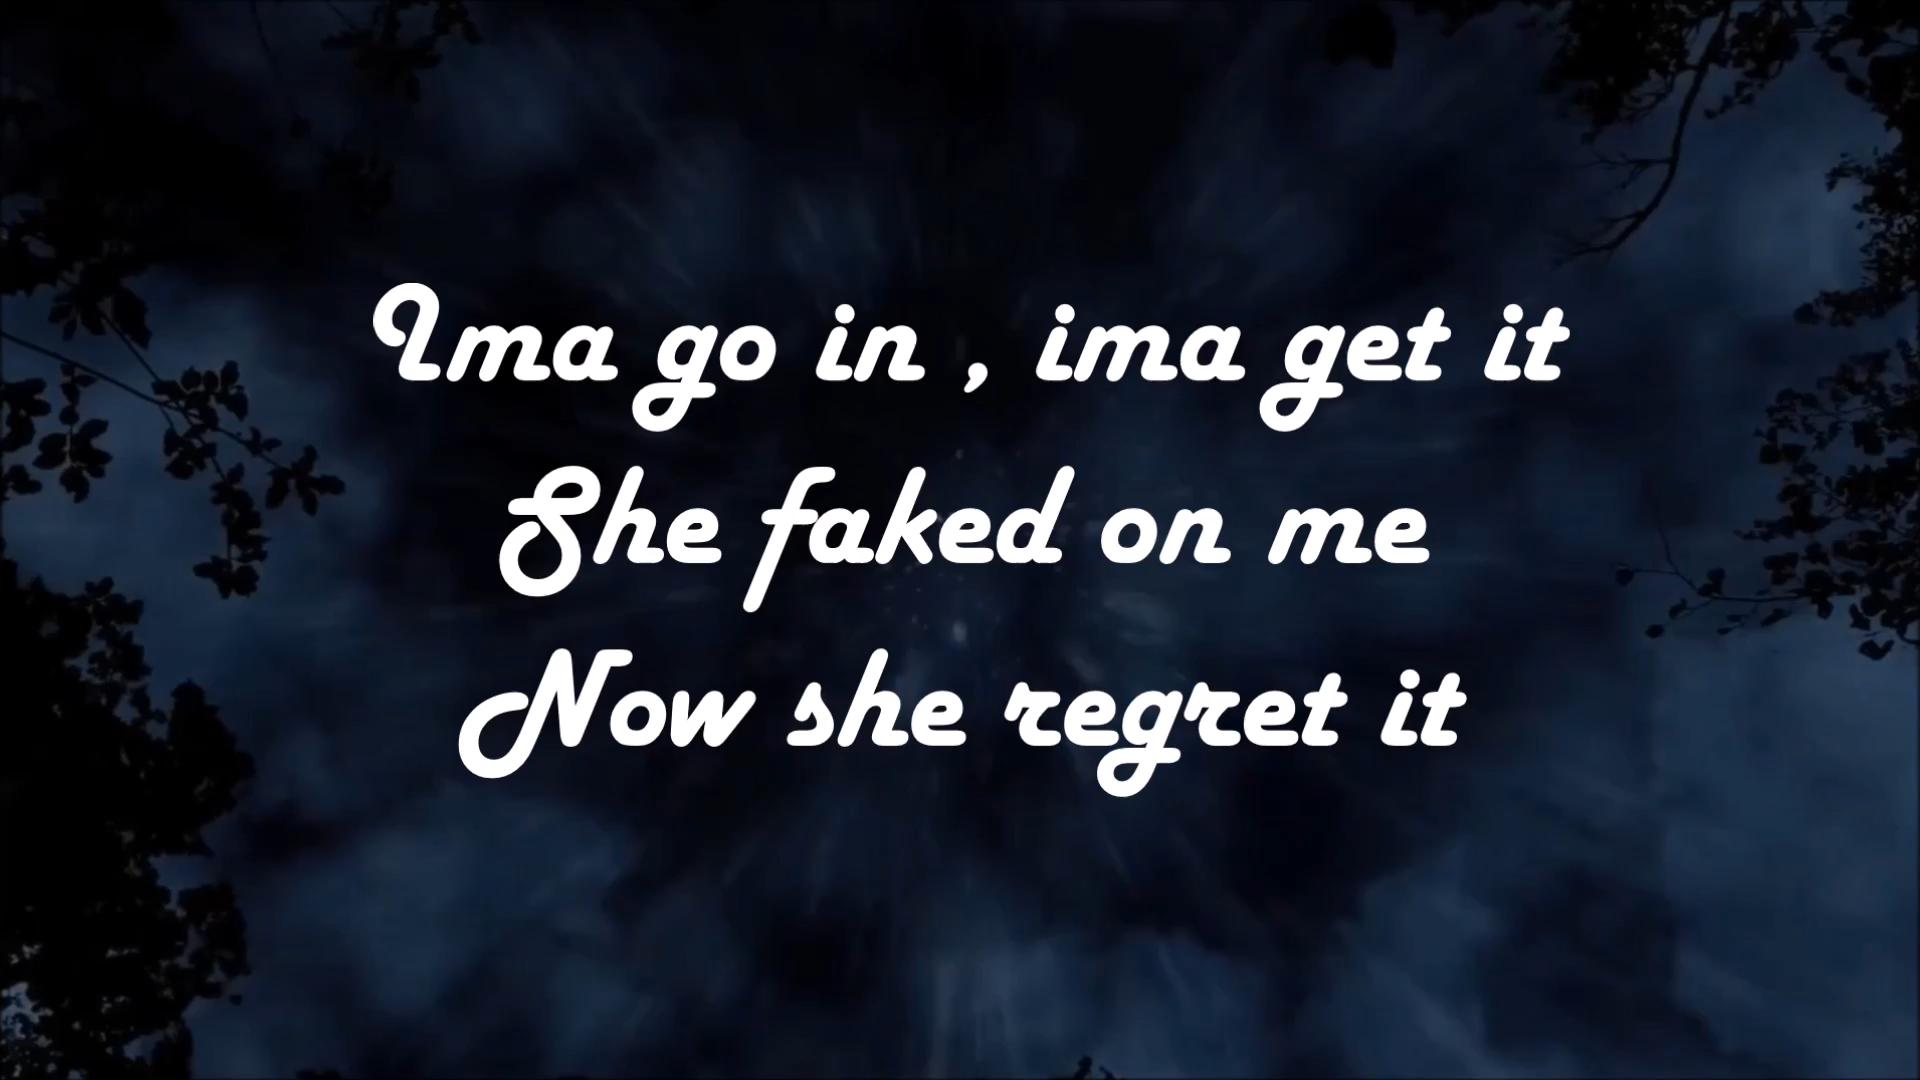 Ima go in , ima get it
She faked on me
Now she regret it